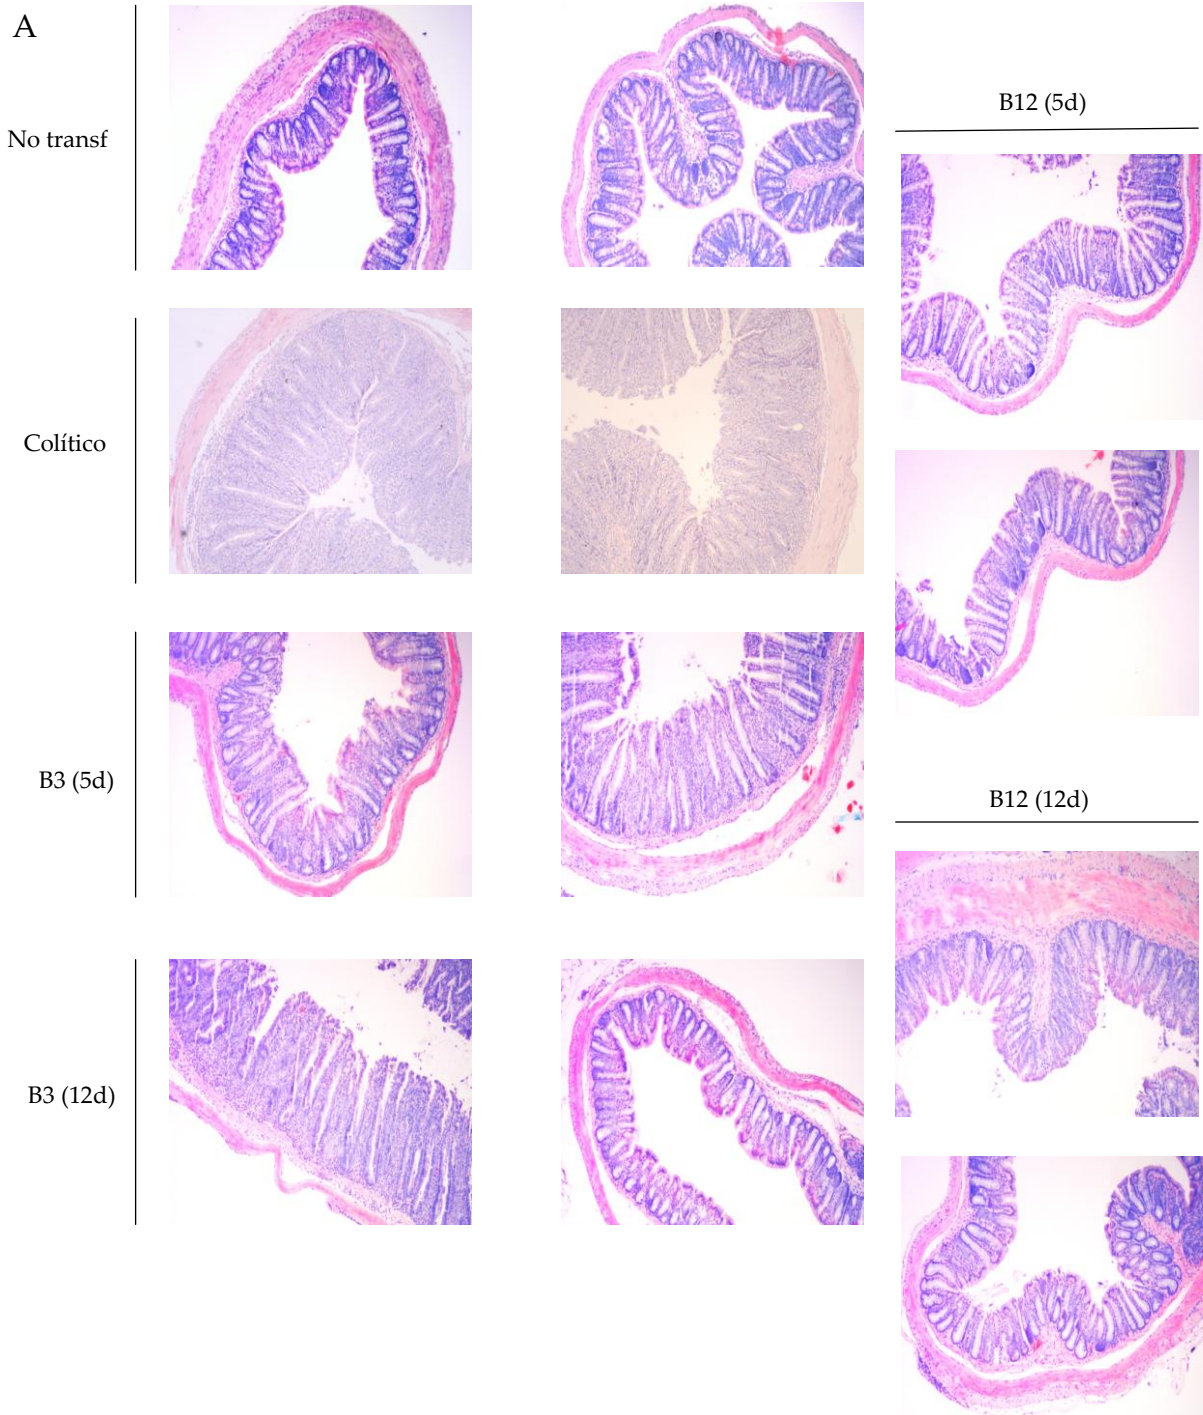 A
No transf
Colítico
B3 (5d)
B3 (12d)
B12 (5d)
B12 (12d)